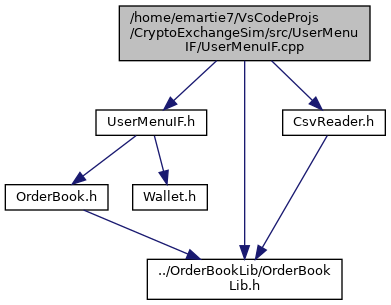 /home/emartie7/VsCodeProjs
/CryptoExchangeSim/src/UserMenu
IF/UserMenuIF.cpp
UserMenuIF.h
CsvReader.h
OrderBook.h
Wallet.h
../OrderBookLib/OrderBook
Lib.h